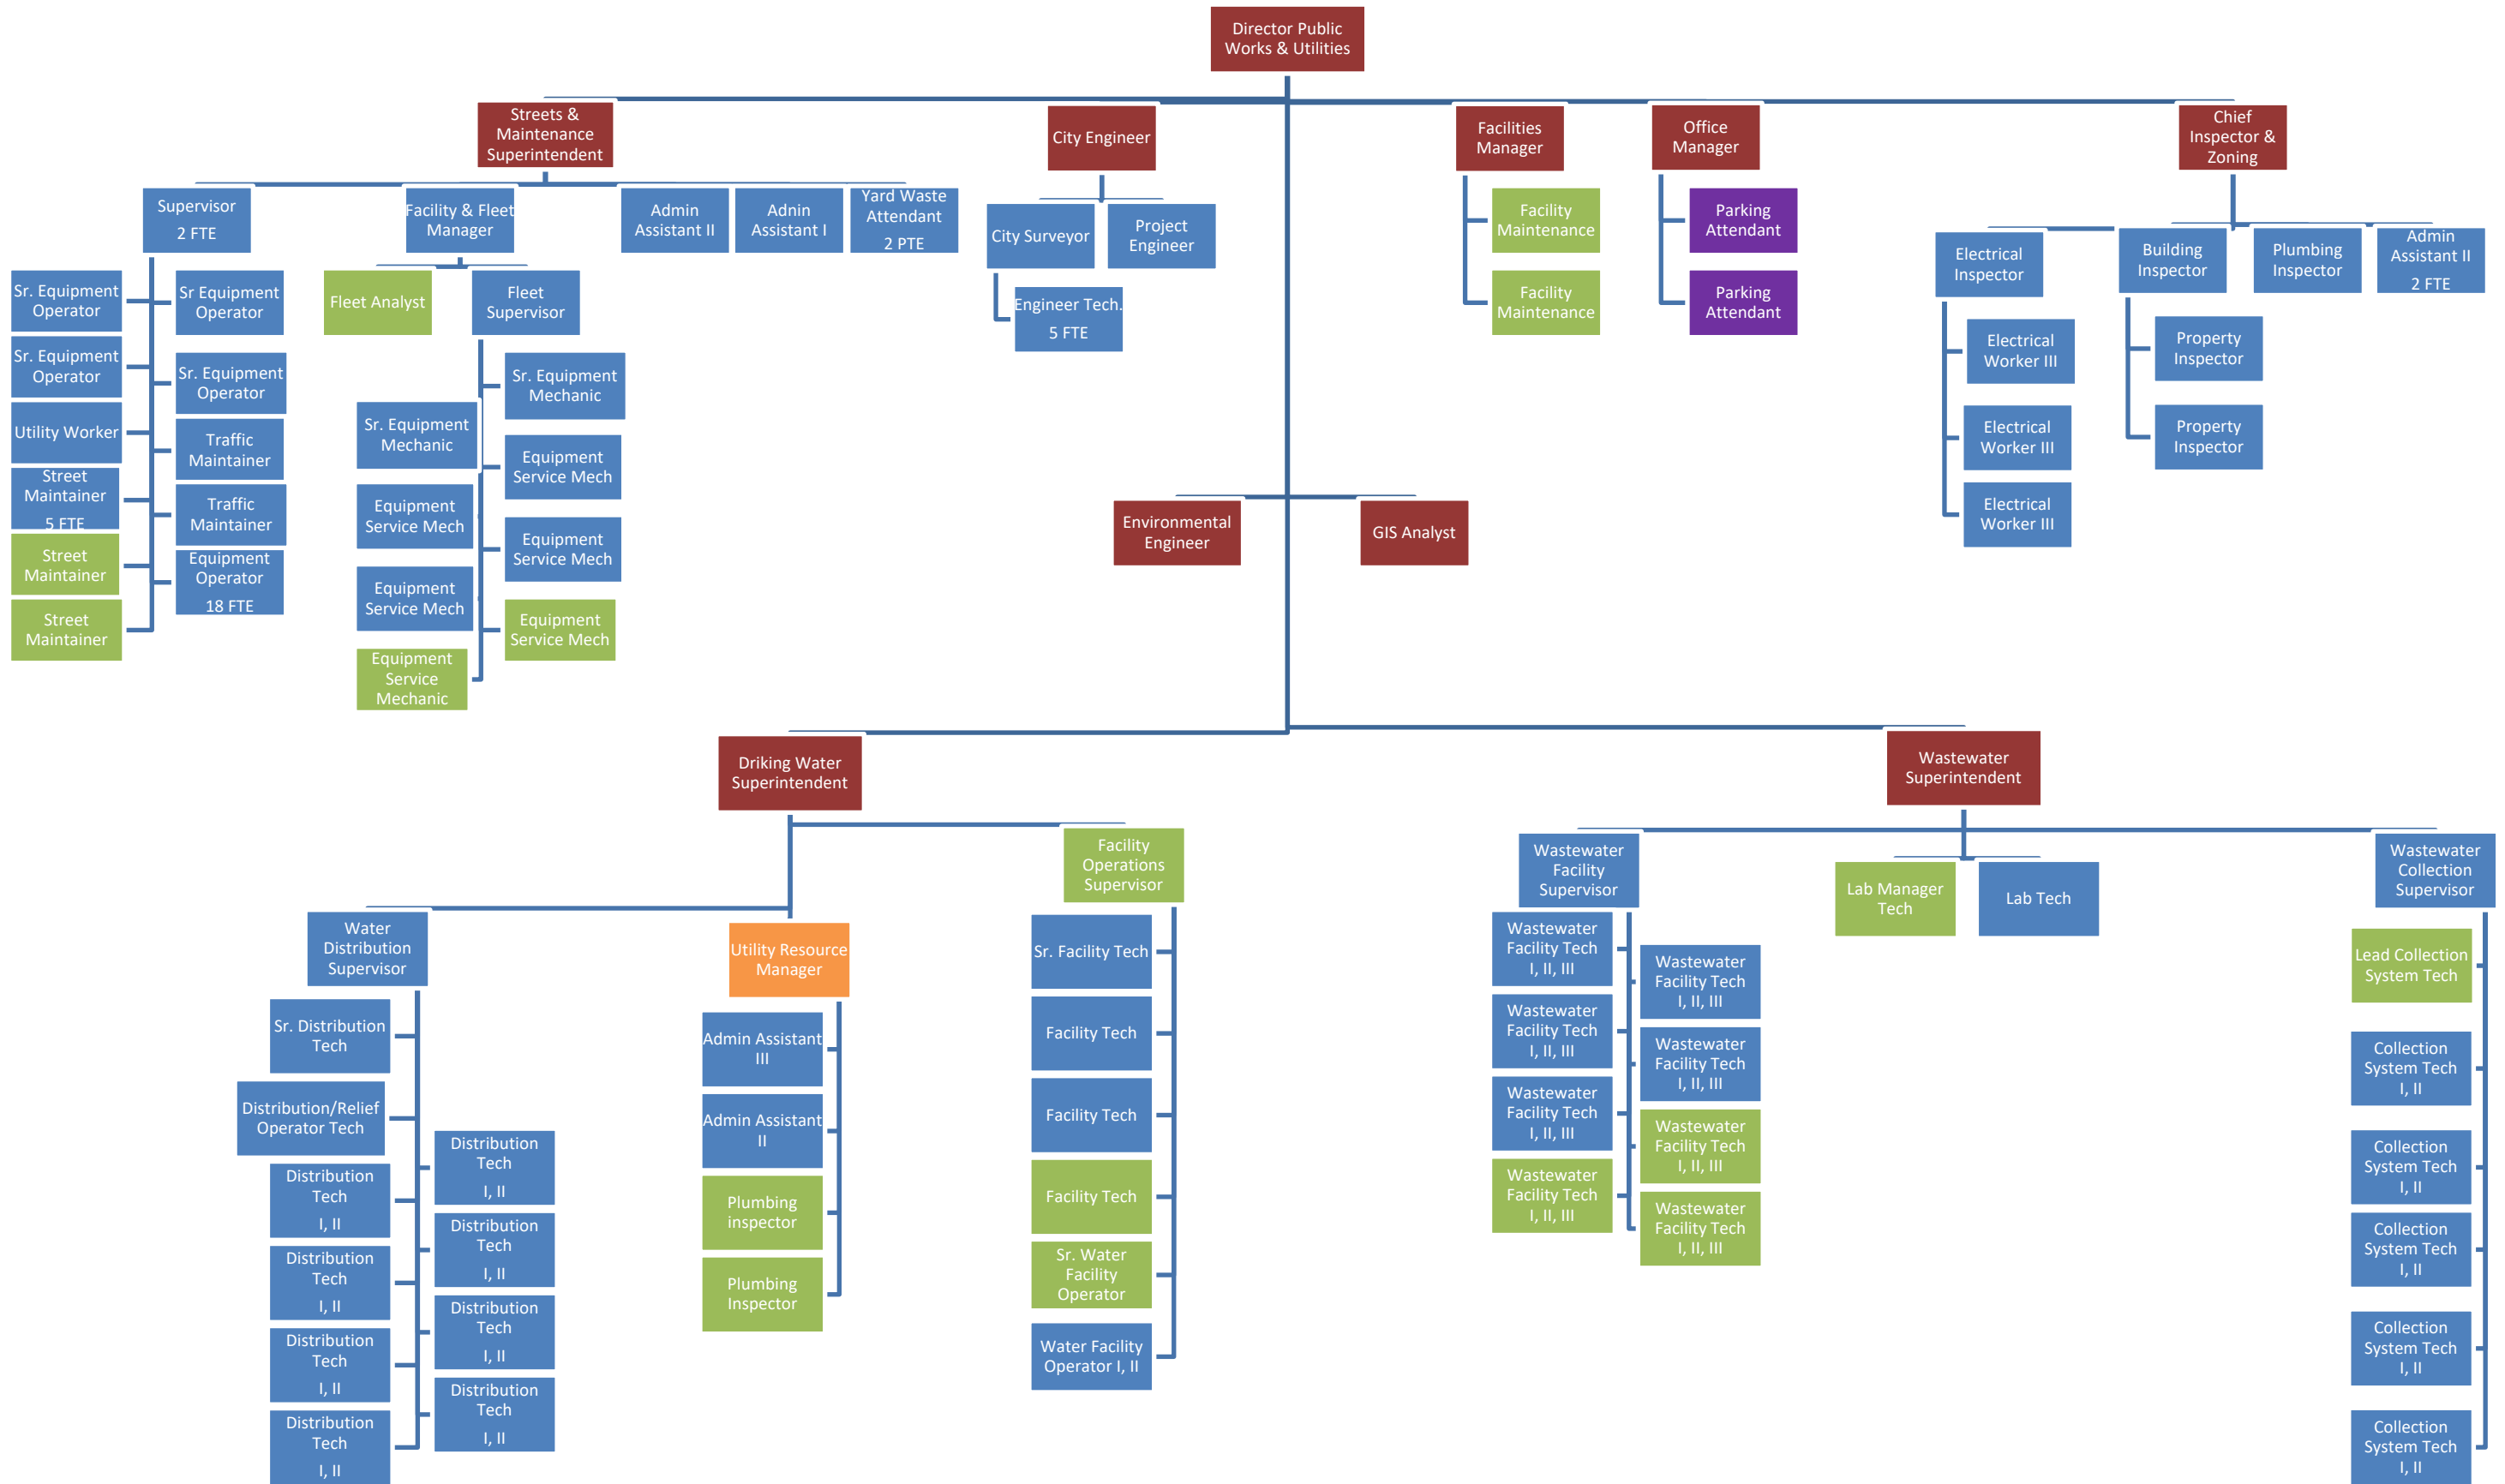 Director Public
Works & Utilities
Streets &
Maintenance
Superintendent
City Engineer
Facilities
Manager
Office
Manager
Chief
Inspector &
Zoning
Supervisor
2 FTE
Facility & Fleet
Manager
Admin
Assistant II
Adnin
Assistant I
Yard Waste
Attendant
2 PTE
City Surveyor
Project
Engineer
Engineer Tech.
5 FTE
Facility
Maintenance
Facility
Maintenance
Parking
Attendant
Parking
Attendant
Electrical
Inspector
Building
Inspector
Plumbing
Inspector
Admin
Assistant II
2 FTE
Electrical
Worker III
Electrical
Worker III
Electrical
Worker III
Property
Inspector
Property
Inspector
Sr. Equipment
Operator
Sr Equipment
Operator
Sr. Equipment
Operator
Sr. Equipment
Operator
Utility Worker
Traffic
Maintainer
Street
Maintainer
5 FTE
Traffic
Maintainer
Street
Maintainer
Equipment
Operator
18 FTE
Street
Maintainer
Fleet Analyst
Fleet
Supervisor
Sr. Equipment
Mechanic
Sr. Equipment
Mechanic
Equipment
Service Mech
Equipment
Service Mech
Equipment
Service Mech
Equipment
Service Mech
Equipment
Service Mech
Equipment
Service
Mechanic
Environmental
Engineer
GIS Analyst
Driking Water
Superintendent
Wastewater
Superintendent
Water
Distribution
Supervisor
Utility Resource
Manager
Facility
Operations
Supervisor
Sr. Distribution
Tech
Distribution/Relief
Operator Tech
Distribution
Tech
I, II
Distribution
Tech
I, II
Distribution
Tech
I, II
Distribution
Tech
I, II
Distribution
Tech
I, II
Distribution
Tech
I, II
Distribution
Tech
I, II
Distribution
Tech
I, II
Admin Assistant
III
Admin Assistant
II
Plumbing
inspector
Plumbing
Inspector
Sr. Facility Tech
Facility Tech
Facility Tech
Facility Tech
Sr. Water
Facility
Operator
Water Facility
Operator I, II
Wastewater
Facility
Supervisor
Lab Manager
Tech
Lab Tech
Wastewater
Collection
Supervisor
Wastewater
Facility Tech
I, II, III
Wastewater
Facility Tech
I, II, III
Wastewater
Facility Tech
I, II, III
Wastewater
Facility Tech
I, II, III
Wastewater
Facility Tech
I, II, III
Wastewater
Facility Tech
I, II, III
Wastewater
Facility Tech
I, II, III
Wastewater
Facility Tech
I, II, III
Lead Collection
System Tech
Collection
System Tech
I, II
Collection
System Tech
I, II
Collection
System Tech
I, II
Collection
System Tech
I, II
Collection
System Tech
I, II